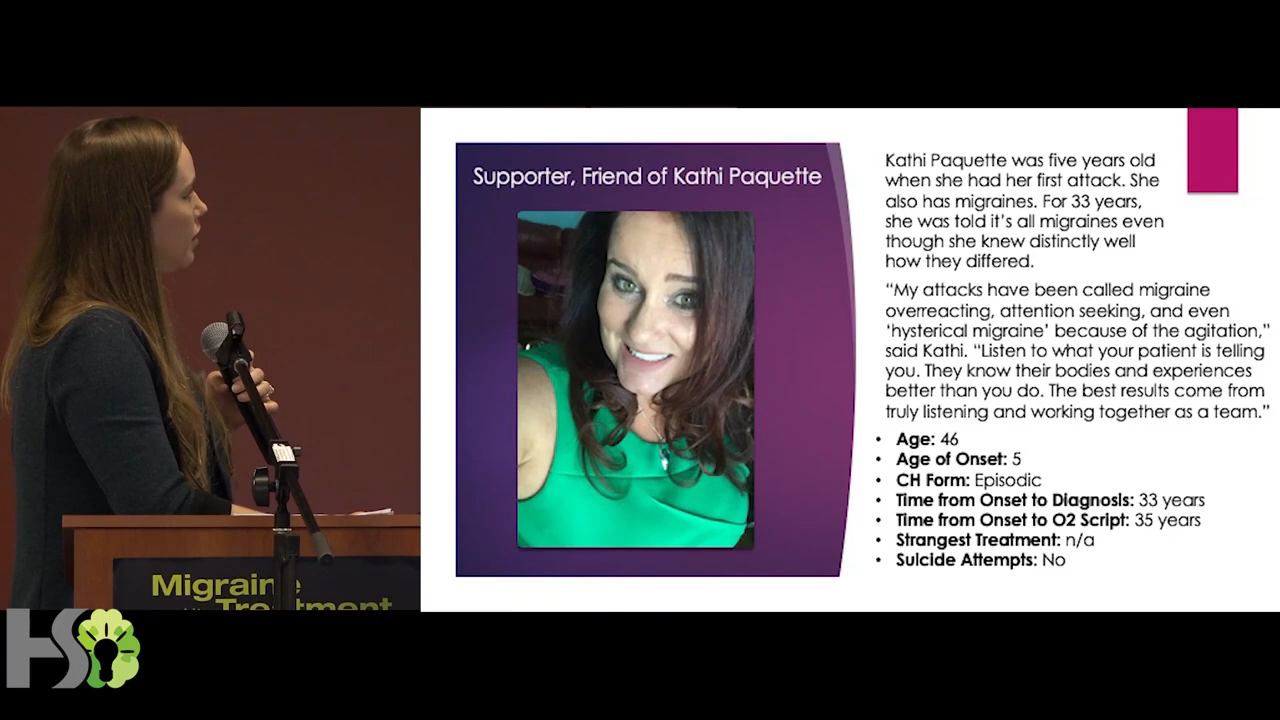 Supporter, Friend of Kathi Paquette
Kathi Paquette was five years old
when she had her first attack. She
also has migraines. For 33 years,
she was told it’s all migraines even
though she knew distinctly well
how they differed.
“My attacks have been called migraine
overreacting, attention seeking, and even
‘hysterical migraine’ because of the agitation,”
said Kathi. “Listen to what your patient is telling
you. They know their bodies and experiences
better than you do. The best results come from
truly listening and working together as a team.”
• Age: 46
• Age of Onset: 5
• CH Form: Episodic
• Time from Onset to Diagnosis: 33 years
• Time from Onset to O2 Script: 35 years
• Strangest Treatment: n/a
• Suicide Attempts: No
Migraine
Treatment
HS